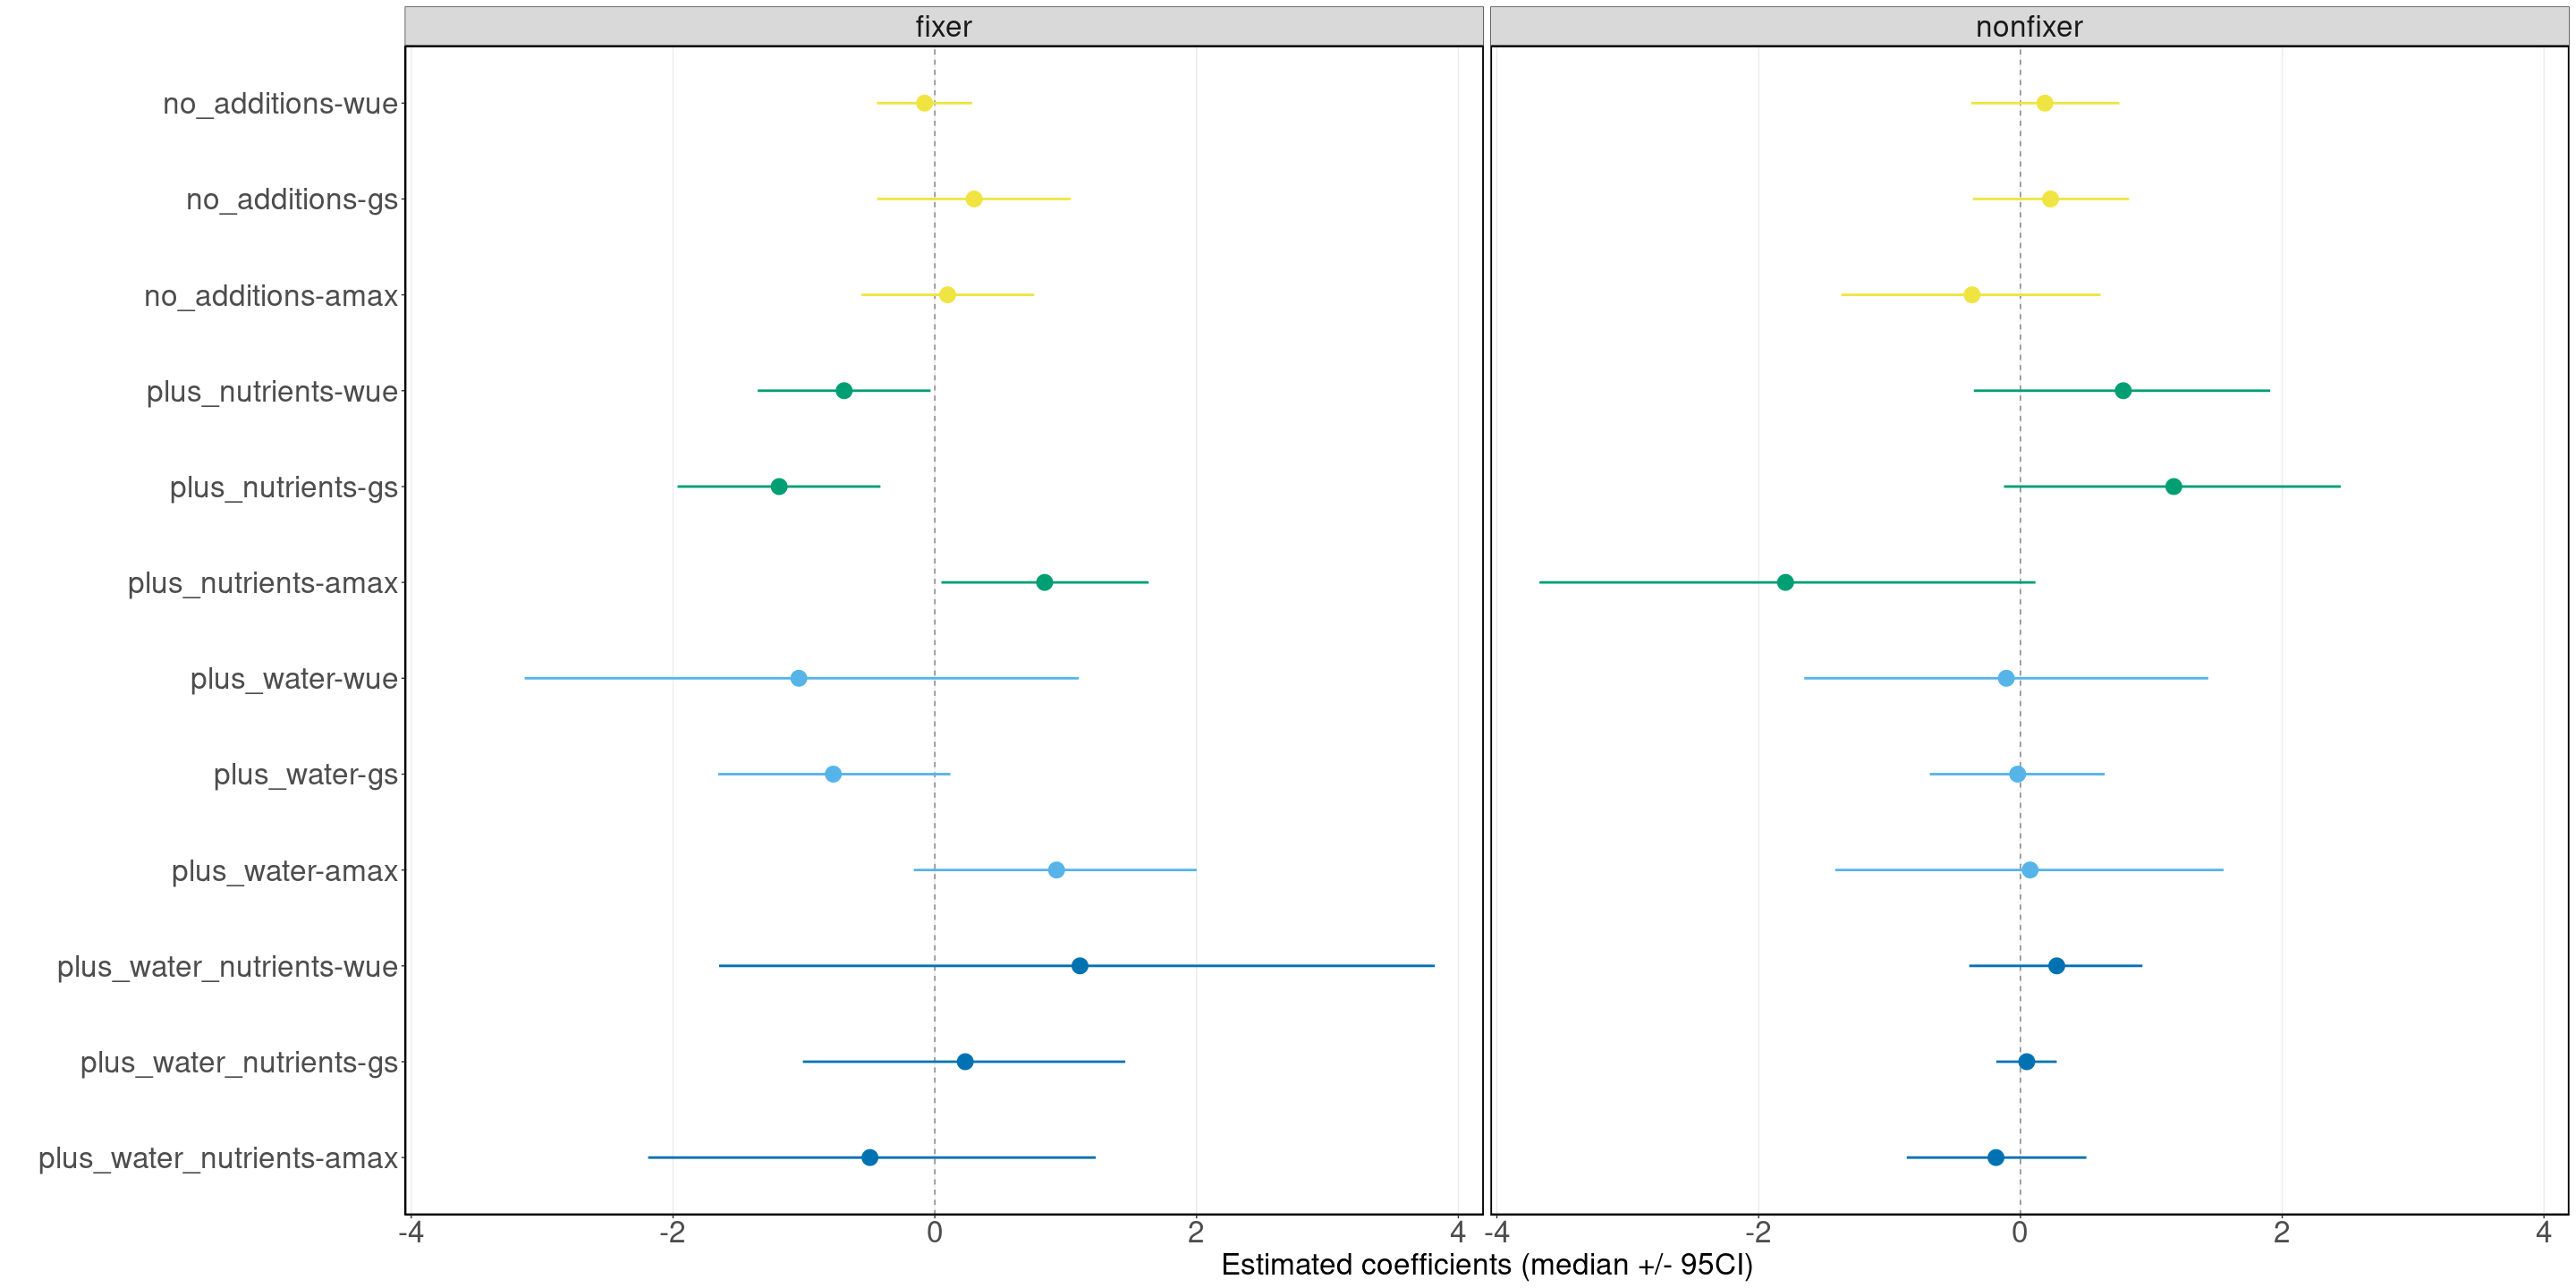 fixer
nonfixer
no_additions-wue
no_additions-gs
no_additions-amax
plus_nutrients-wue
plus_nutrients-gs
plus_nutrients-amax
plus_water-wue
plus_water-gs
plus_water-amax
plus_water_nutrients-wue
plus_water_nutrients-gs
plus_water_nutrients-amax
-4 -2 0 2 4 -4 -2 0 2 4
Estimated coefficients (median +/- 95CI)